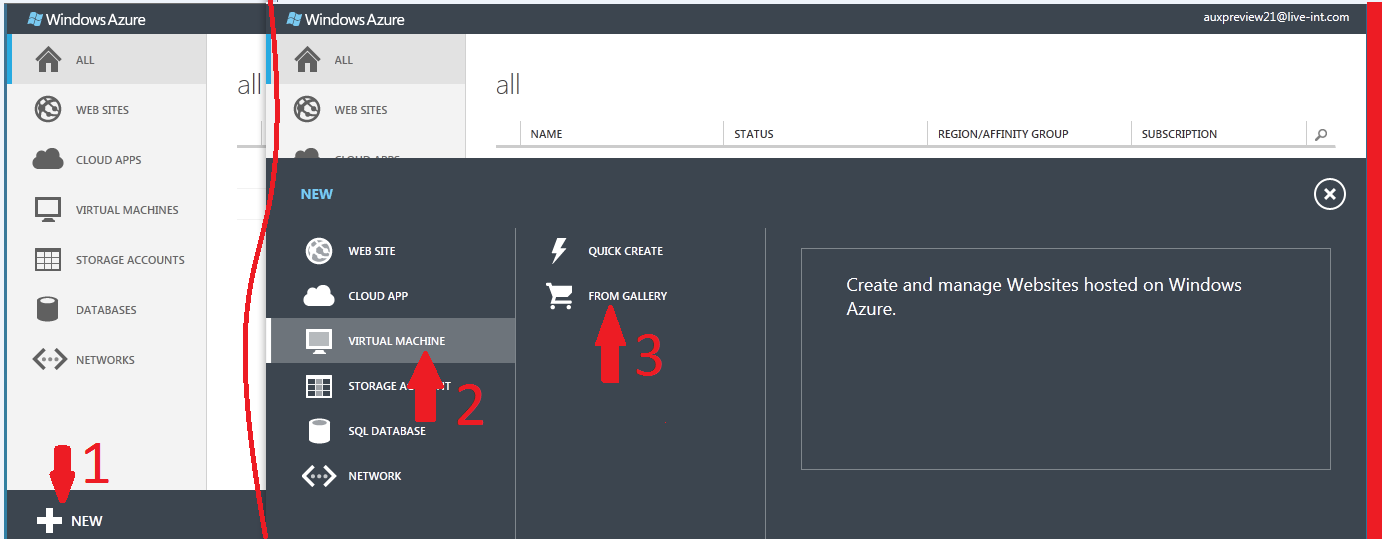 Windows Azure
ALL
WEB SITES
CLOUD APPS
VIRTUAL MACHINES
STORAGE ACCOUNTS
DATABASES
NETWORKS
all
1
NEW
Windows Azure
auxpreview21@live-int.com
ALL
WEB SITES
CLOUD APPS
all
NAME STATUS REGION/AFFINITY GROUP SUBSCRIPTION
NEW
WEB SITE
CLOUD APP
VIRTUAL MACHINE
2
STORAGE ACCOUNT
SQL DATABASE
NETWORK
QUICK CREATE
FROM GALLERY
3
Create and manage Websites hosted on Windows
Azure.